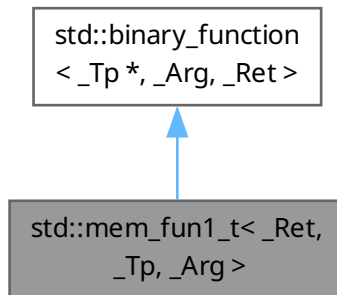 std::binary_function
< _Tp *, _Arg, _Ret >
std::mem_fun1_t< _Ret,
_Tp, _Arg >